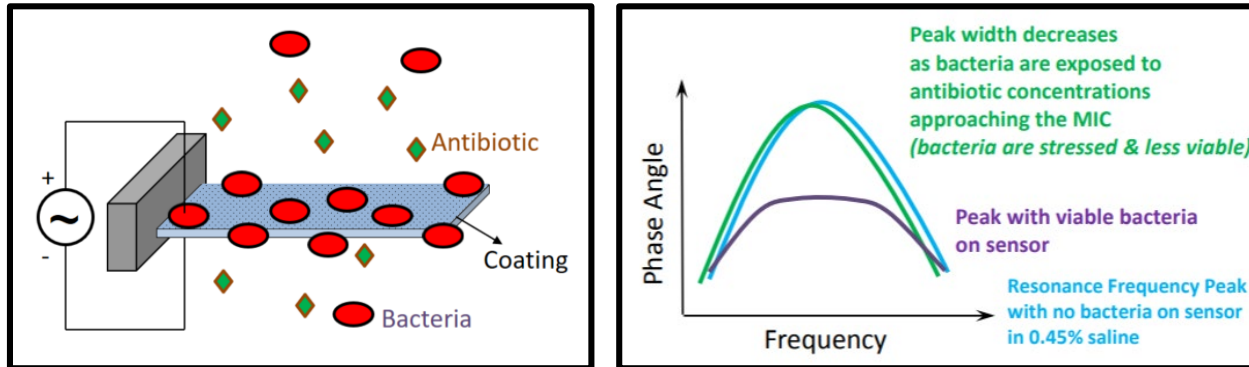 +
~
-
Antibiotic
Coating
Bacteria
Peak width decreases
as bacteria are exposed to
antibiotic concentrations
approaching the MIC
(bacteria are stressed & less viable)
Peak with viable bacteria
on sensor
Resonance Frequency Peak
with no bacteria on sensor
in 0.45% saline
Phase Angle
Frequency